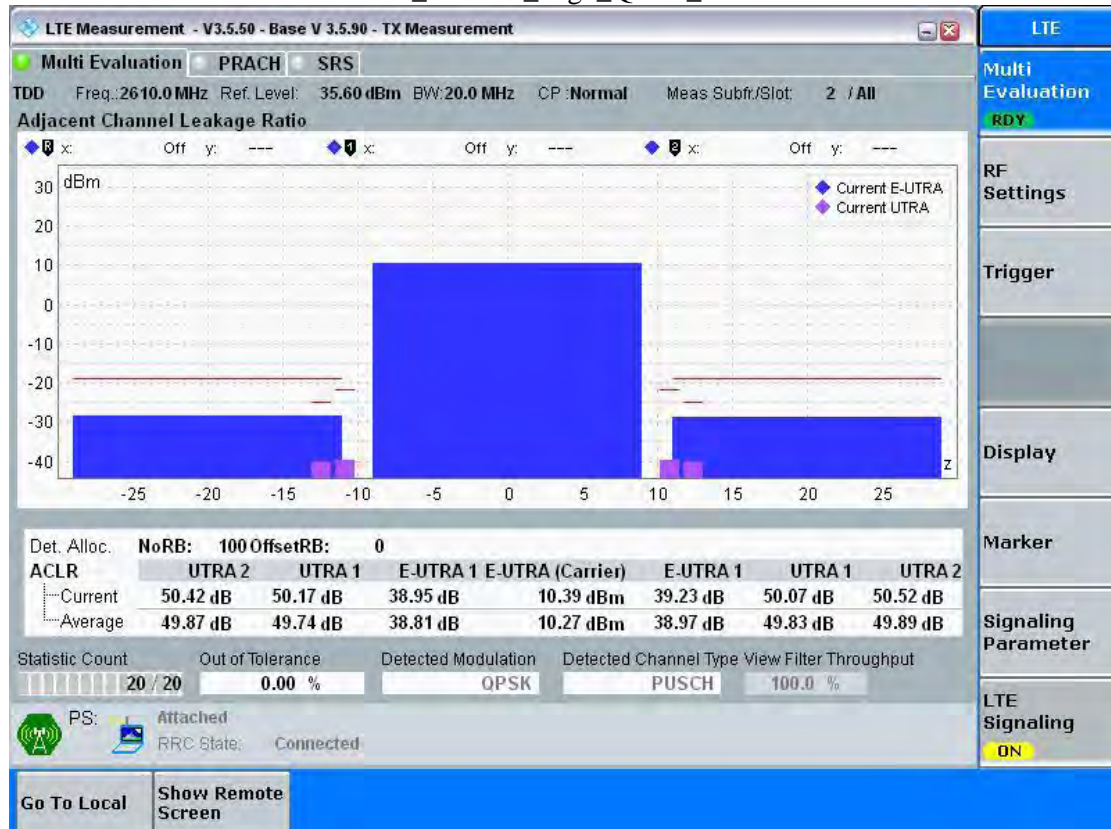 LTE Measurement - V3.5.50 - Base V 3.5.90 - TX Measurement
LTE
Multi Evaluation PRACH SRS
Multi Evaluation
RDY
TDD Freq.:2610.0 MHz Ref. Level: 35.60 dBm BW:20.0 MHz CP :Normal Meas Subfr./Slot: 2 / All
Adjacent Channel Leakage Ratio
R x: Off y: --- 1 x: Off y: --- 2 x: Off y: ---
dBm
Current E-UTRA
Current UTRA
30
20
10
0
-10
-20
-30
-40
z
-25 -20 -15 -10 -5 0 5 10 15 20 25
RF Settings
Trigger
Display
Marker
Signaling Parameter
LTE Signaling
ON
Det. Alloc. NoRB: 100 OffsetRB: 0
ACLR UTRA 2 UTRA 1 E-UTRA 1 E-UTRA (Carrier) E-UTRA 1 UTRA 1 UTRA 2
Current 50.42 dB 50.17 dB 38.95 dB 10.39 dBm 39.23 dB 50.07 dB 50.52 dB
Average 49.87 dB 49.74 dB 38.81 dB 10.27 dBm 38.97 dB 49.83 dB 49.89 dB
Statistic Count Out of Tolerance Detected Modulation Detected Channel Type View Filter Throughput
20 / 20 0.00 % QPSK PUSCH 100.0 %
PS: Attached
RRC State: Connected
Go To Local
Show Remote Screen